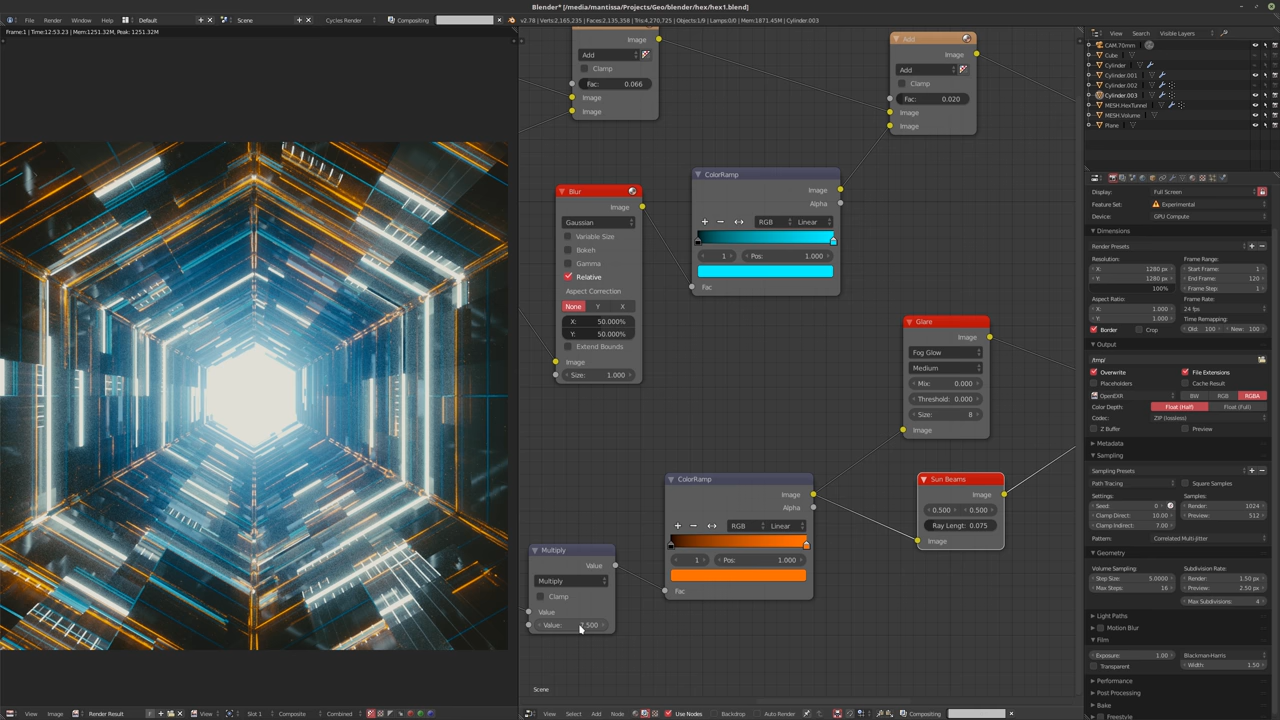 Blender* [/media/mantissa/Projects/Geo/blender/hex/hex1.blend]
File Render Window Help Default Scene Cycles Render Compositing v2.78 | Verts:2,165,235 | Faces:2,135,358 | Tris:4,270,725 | Objects:1/9 | Lamps:0/0 | Mem:1871.45M | Cylinder.003
Frame:1 | Time:12:53.23 | Mem:1251.32M, Peak: 1251.32M
View Search Visible Layers
CAM.70mm
Cube
Cylinder
Cylinder.001
Cylinder.002
Cylinder.003
MESH.HexTunnel
MESH.Volume
Plane
Image
Add
Clamp
Fac: 0.066
Image
Image
Add
Image
Add
Clamp
Fac: 0.020
Image
Image
Blur
Image
Gaussian
Variable Size
Bokeh
Gamma
Relative
Aspect Correction
None Y X
X: 50.000%
Y: 50.000%
Extend Bounds
Image
Size: 1.000
ColorRamp
Image
Alpha
RGB Linear
1 Pos: 1.000
Fac
Glare
Image
Fog Glow
Medium
Mix: 0.000
Threshold: 0.000
Size: 8
Image
ColorRamp
Image
Alpha
RGB Linear
1 Pos: 1.000
Fac
Sun Beams
Image
0.500 0.500
Ray Lengt: 0.075
Image
Multiply
Value
Multiply
Clamp
Value
Value: 500
Scene
Display: Full Screen
Feature Set: Experimental
Device: GPU Compute
Dimensions
Render Presets
Resolution: Frame Range:
X: 1280 px Start Frame: 1
Y: 1280 px End Frame: 120
100% Frame Step: 1
Aspect Ratio: Frame Rate:
X: 1.000 24 fps
Y: 1.000 Time Remapping:
Border Crop Old: 100 New: 100
Output
/tmp/
Overwrite File Extensions
Placeholders Cache Result
OpenEXR BW RGB RGBA
Color Depth: Float (Half) Float (Full)
Codec: ZIP (lossless)
Z Buffer Preview
Metadata
Sampling
Sampling Presets
Path Tracing Square Samples
Settings: Samples:
Seed: 0 Render: 1024
Clamp Direct: 10.00 Preview: 512
Clamp Indirect: 7.00
Pattern: Correlated Multi-Jitter
Geometry
Volume Sampling: Subdivision Rate:
Step Size: 5.0000 Render: 1.50 px
Max Steps: 16 Preview: 2.50 px
Max Subdivisions: 4
Light Paths
Motion Blur
Film
Exposure: 1.00 Blackman-Harris
Transparent Width: 1.50
Performance
Post Processing
Bake
Freestyle
View Image Render Result F View Slot 1 Composite Combined
View Select Add Node Use Nodes Backdrop Auto Render Compositing